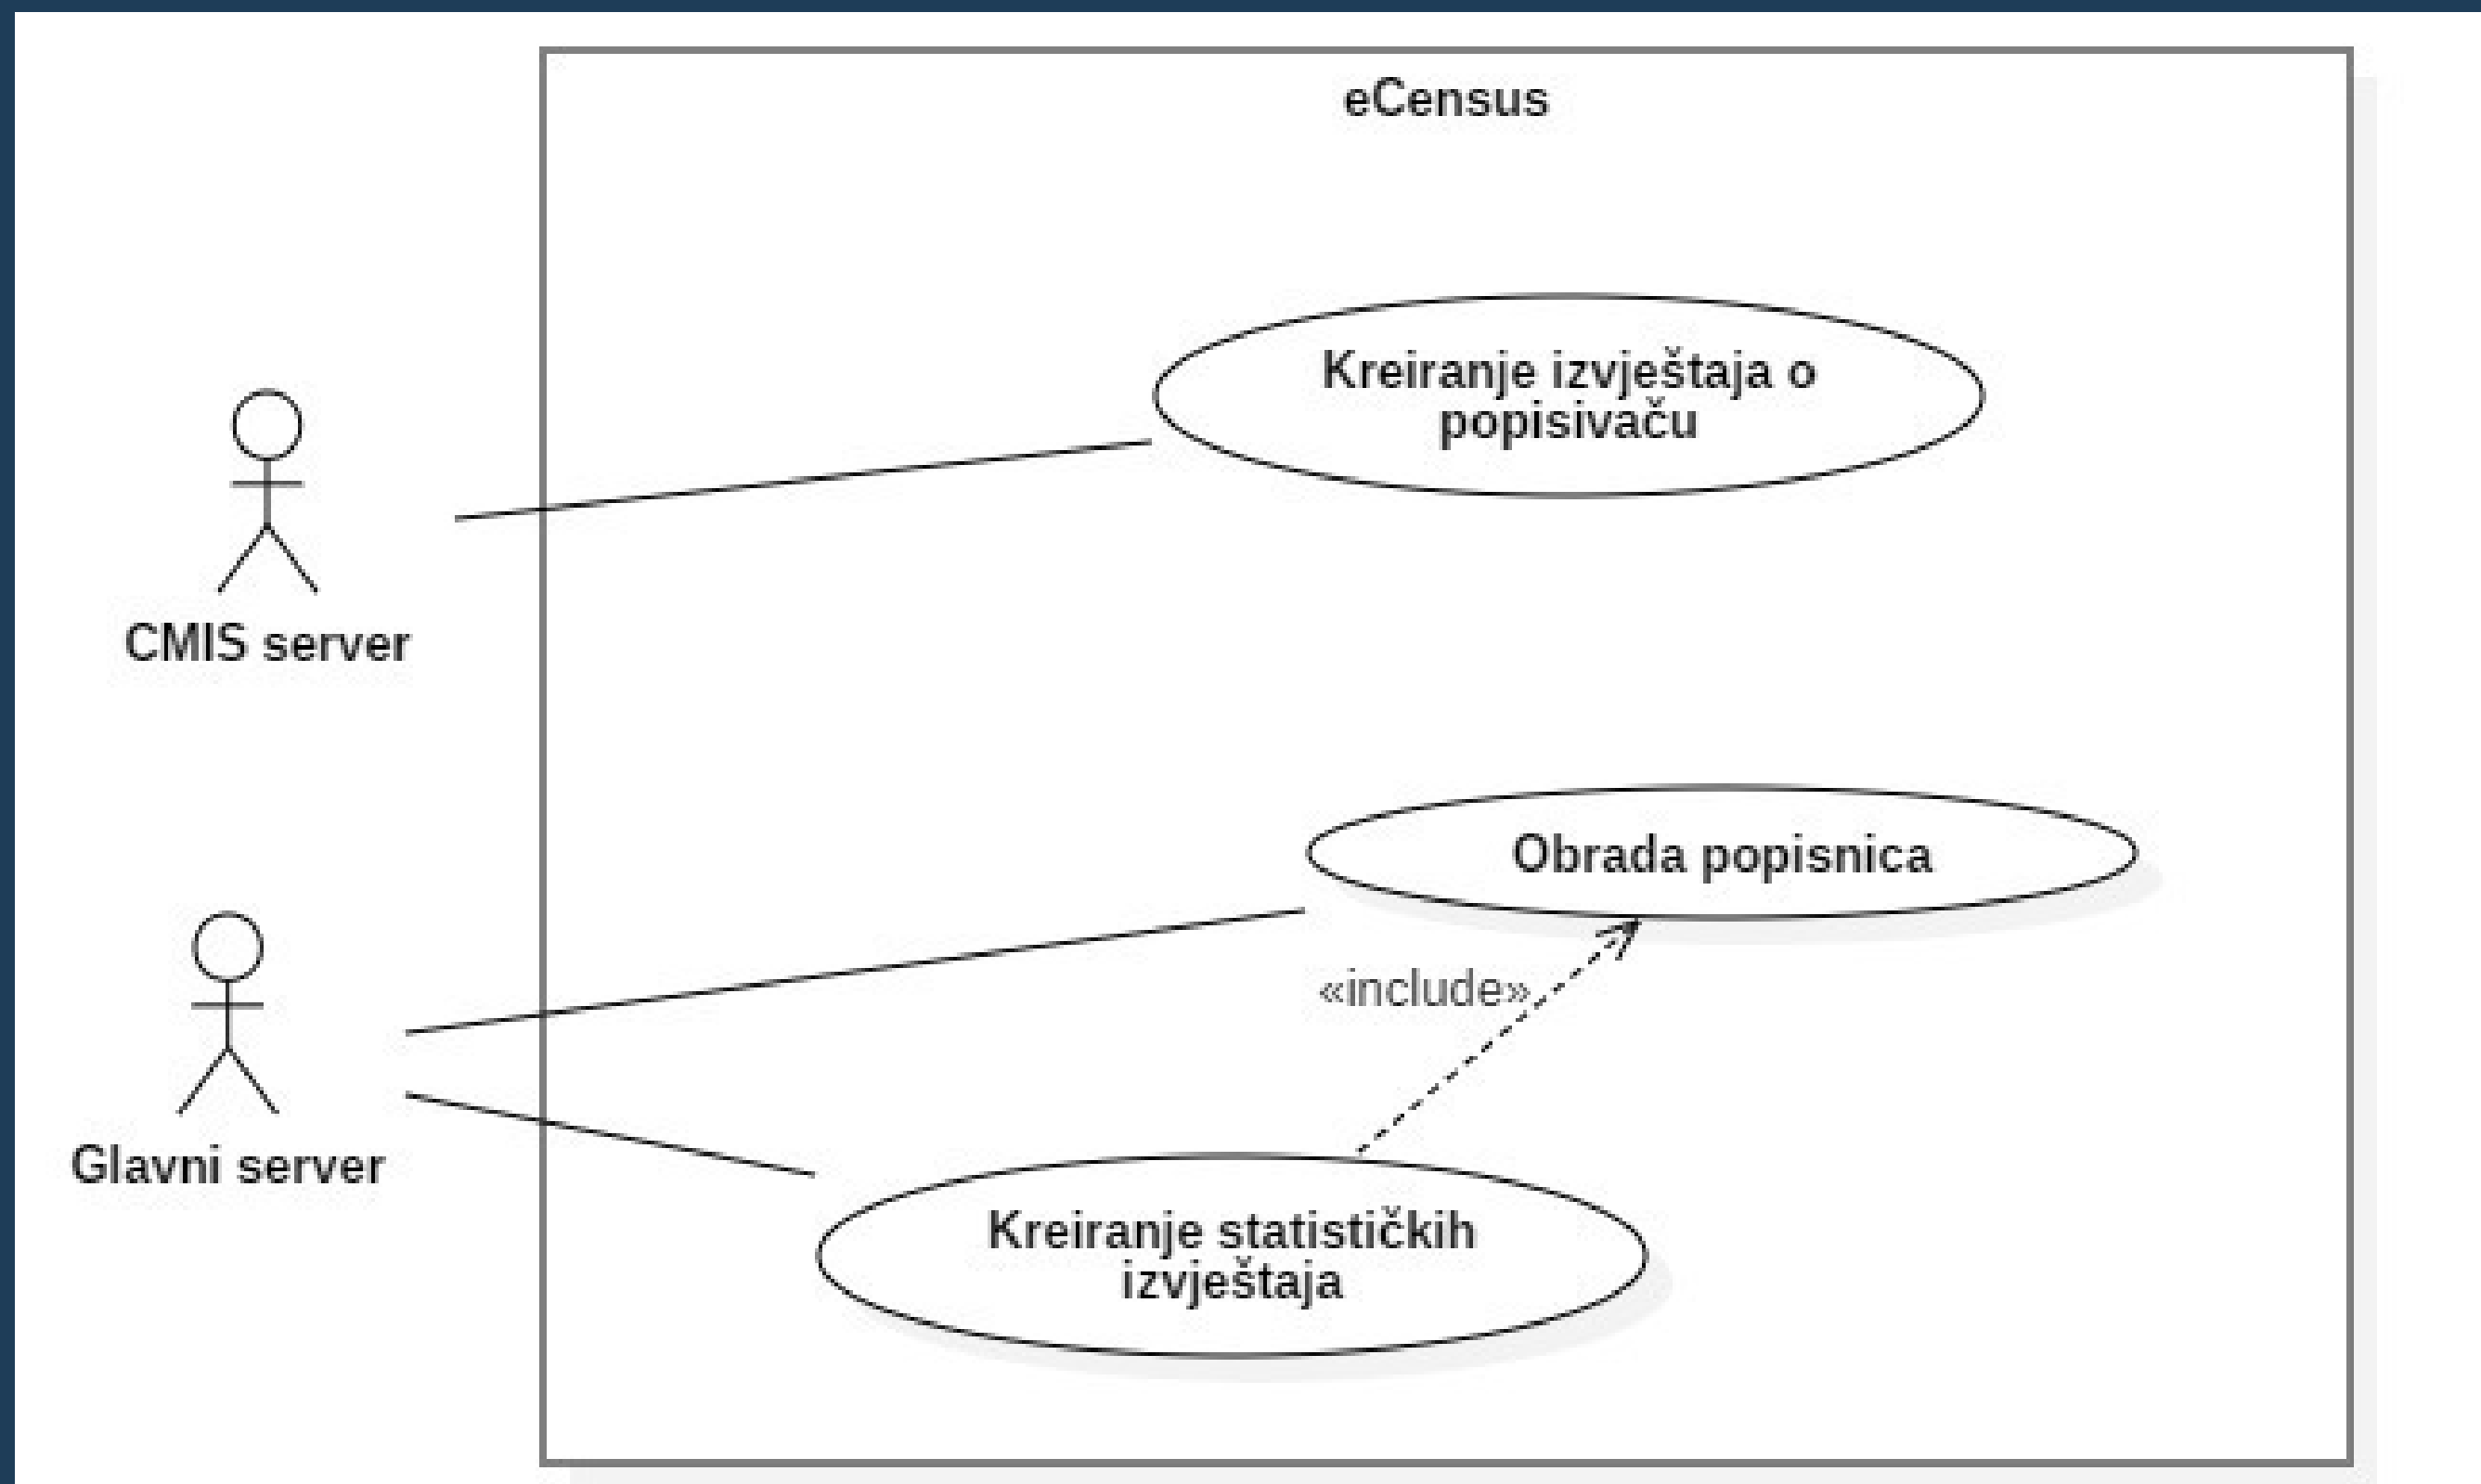 eCensus
Kreiranje izvještaja o
popisivaču
CMIS server
Obrada popisnica
«include»
Glavni server
Kreiranje statističkih
izvještaja